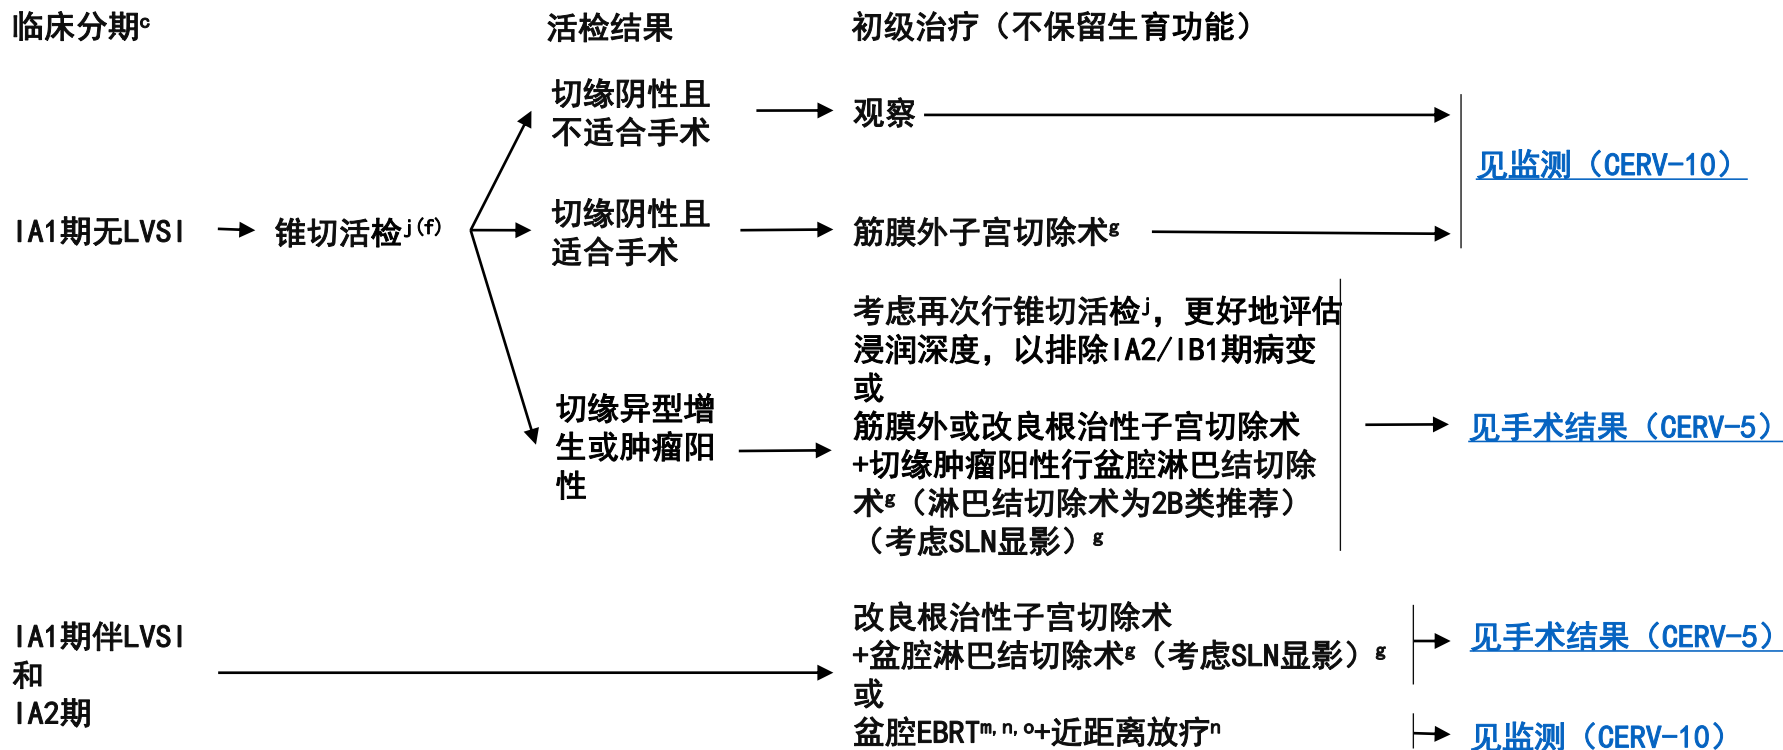 临床分期ᶜ
活检结果
初级治疗（不保留生育功能）
切缘阴性且
不适合手术
观察
见监测（CERV-10）
IA1期无LVSI
锥切活检ʲ⁽ᶠ⁾
切缘阴性且
适合手术
筋膜外子宫切除术ᵍ
切缘异型增
生或肿瘤阳
性
考虑再次行锥切活检ʲ，更好地评估
浸润深度，以排除IA2/IB1期病变
或
筋膜外或改良根治性子宫切除术
+切缘肿瘤阳性行盆腔淋巴结切除
术ᵍ（淋巴结切除术为2B类推荐）
（考虑SLN显影）ᵍ
见手术结果（CERV-5）
IA1期伴LVSI
和
IA2期
改良根治性子宫切除术
+盆腔淋巴结切除术ᵍ（考虑SLN显影）ᵍ
或
盆腔EBRTᵐ,ⁿ,ᵒ+近距离放疗ⁿ
见手术结果（CERV-5）
见监测（CERV-10）